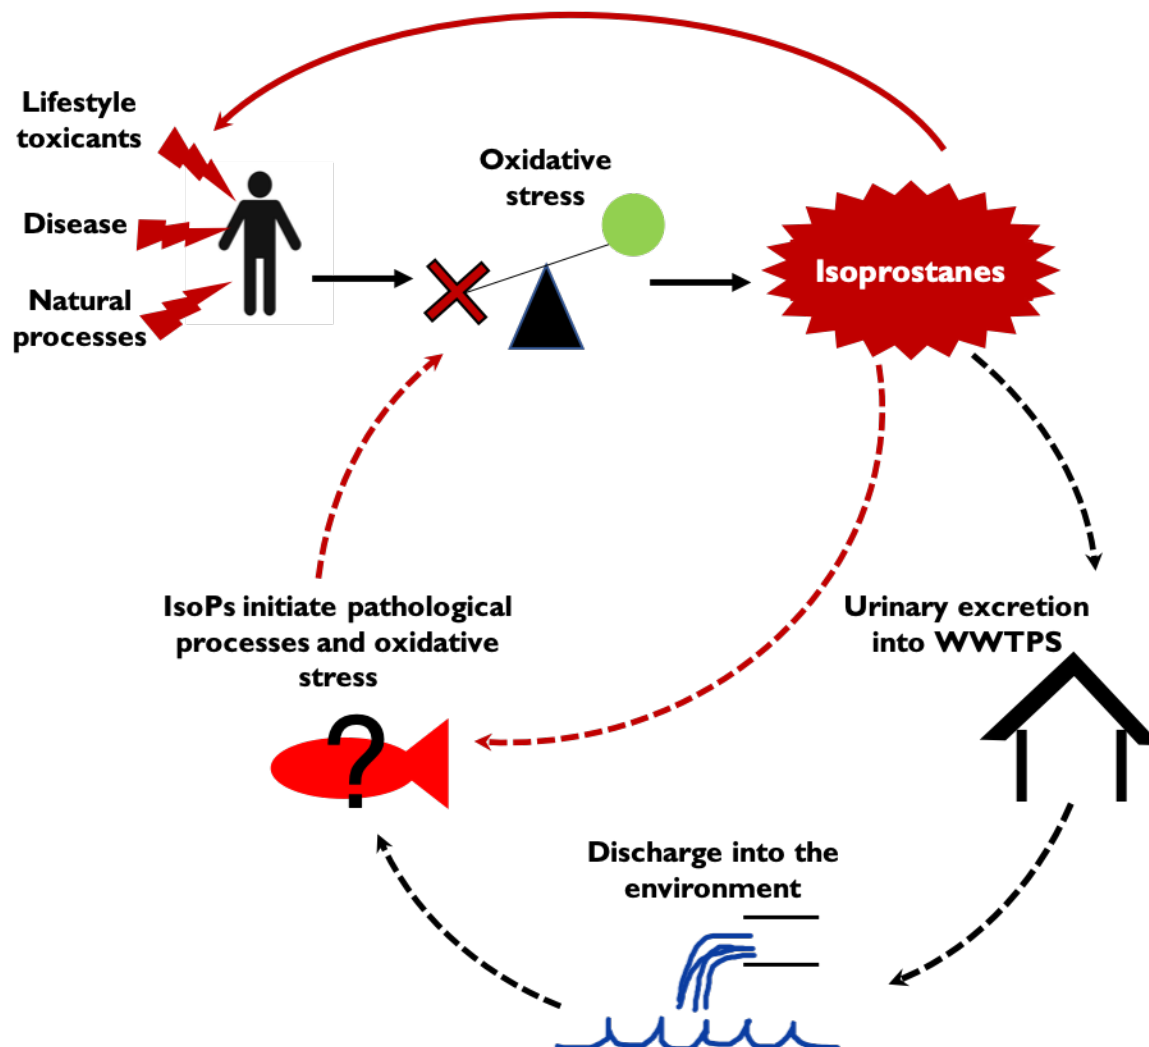 Lifestyle
toxicants
Disease
Natural
processes
Oxidative
stress
Isoprostanes
IsoPs initiate pathological
processes and oxidative
stress
?
Urinary excretion
into WWTPS
Discharge into the
environment